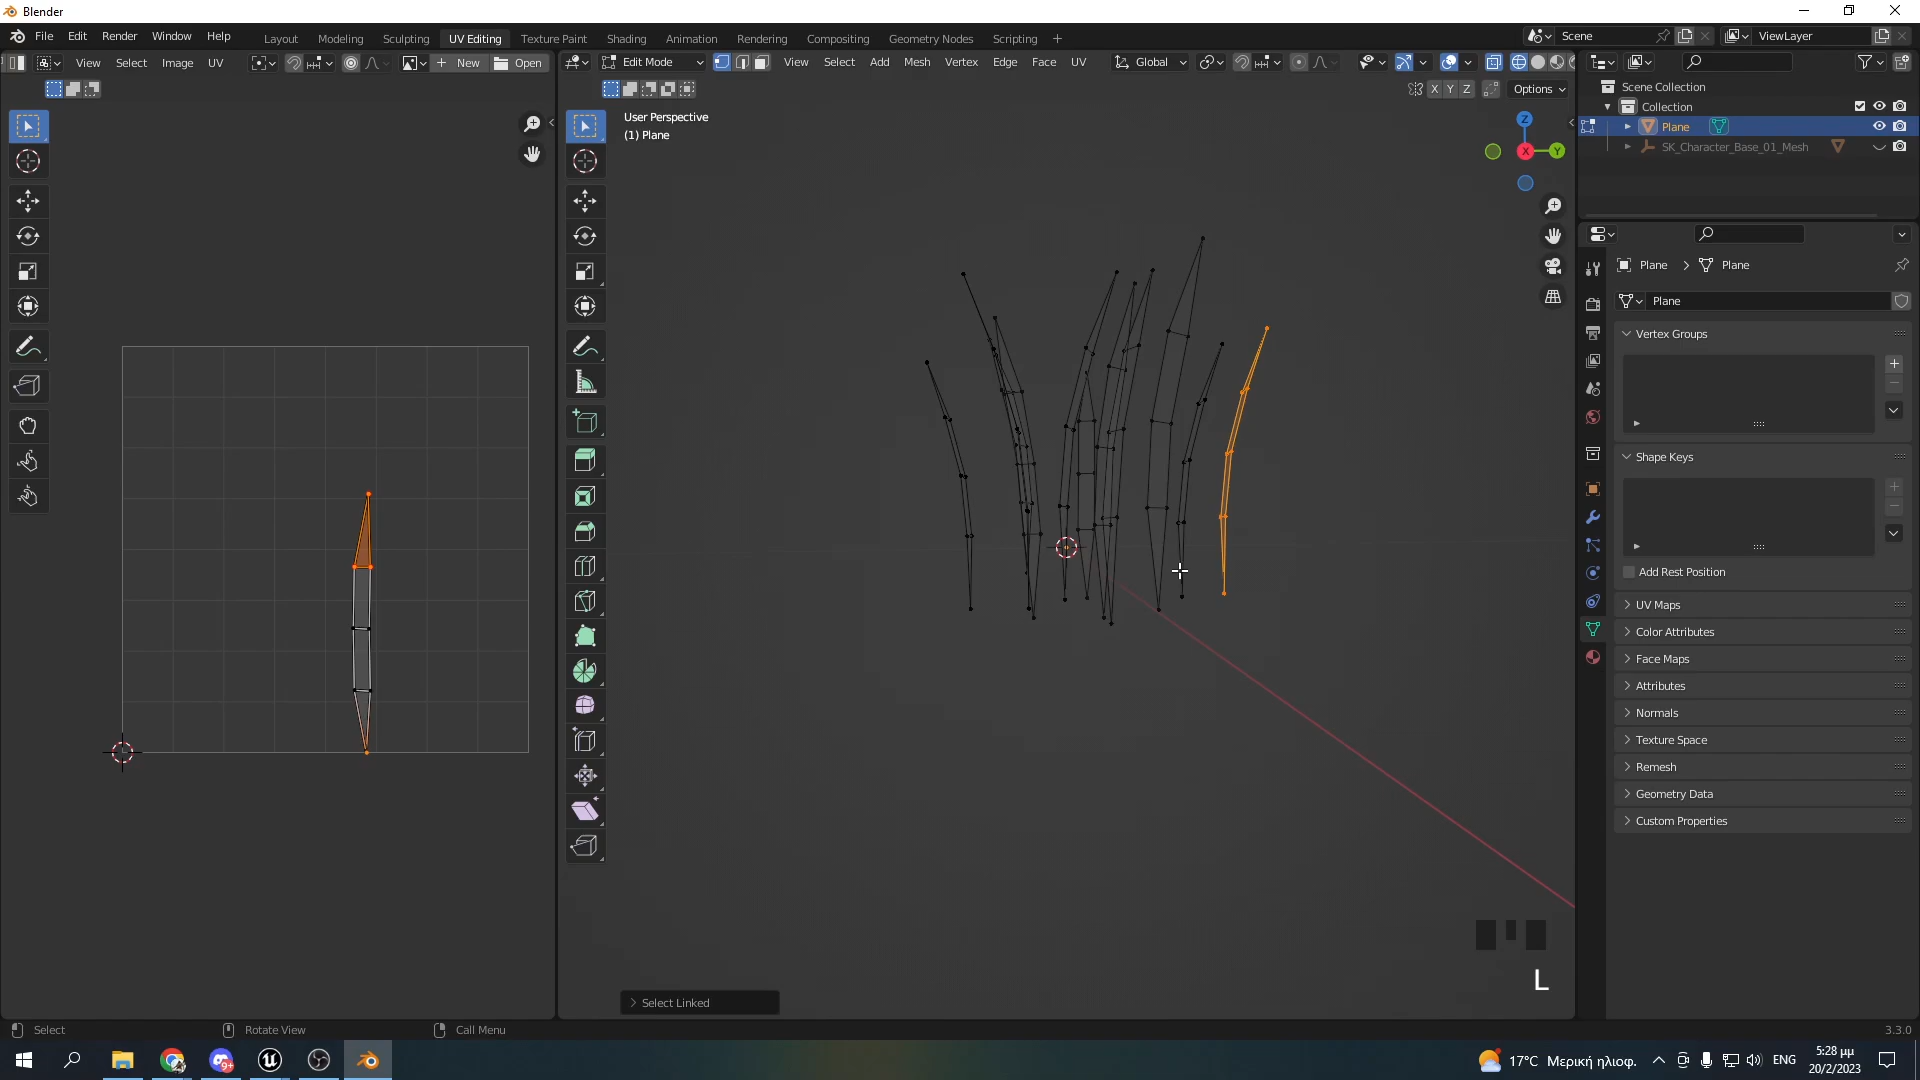 Blender
File Edit Render Window Help
Layout Modeling Sculpting UV Editing Texture Paint Shading Animation Rendering Compositing Geometry Nodes Scripting +
Scene
ViewLayer
View Select Image UV
New
Open
Edit Mode
View Select Add Mesh Vertex Edge Face UV
Global
X Y Z
Options
User Perspective
(1) Plane
Z
X
Y
Scene Collection
Collection
Plane
SK_Character_Base_01_Mesh
Plane > Plane
Plane
Vertex Groups
Shape Keys
Add Rest Position
UV Maps
Color Attributes
Face Maps
Attributes
Normals
Texture Space
Remesh
Geometry Data
Custom Properties
L
Select Linked
Select
Rotate View
Call Menu
3.3.0
9+
17°C Μερική ηλιοφ.
ENG
5:28 μμ
20/2/2023